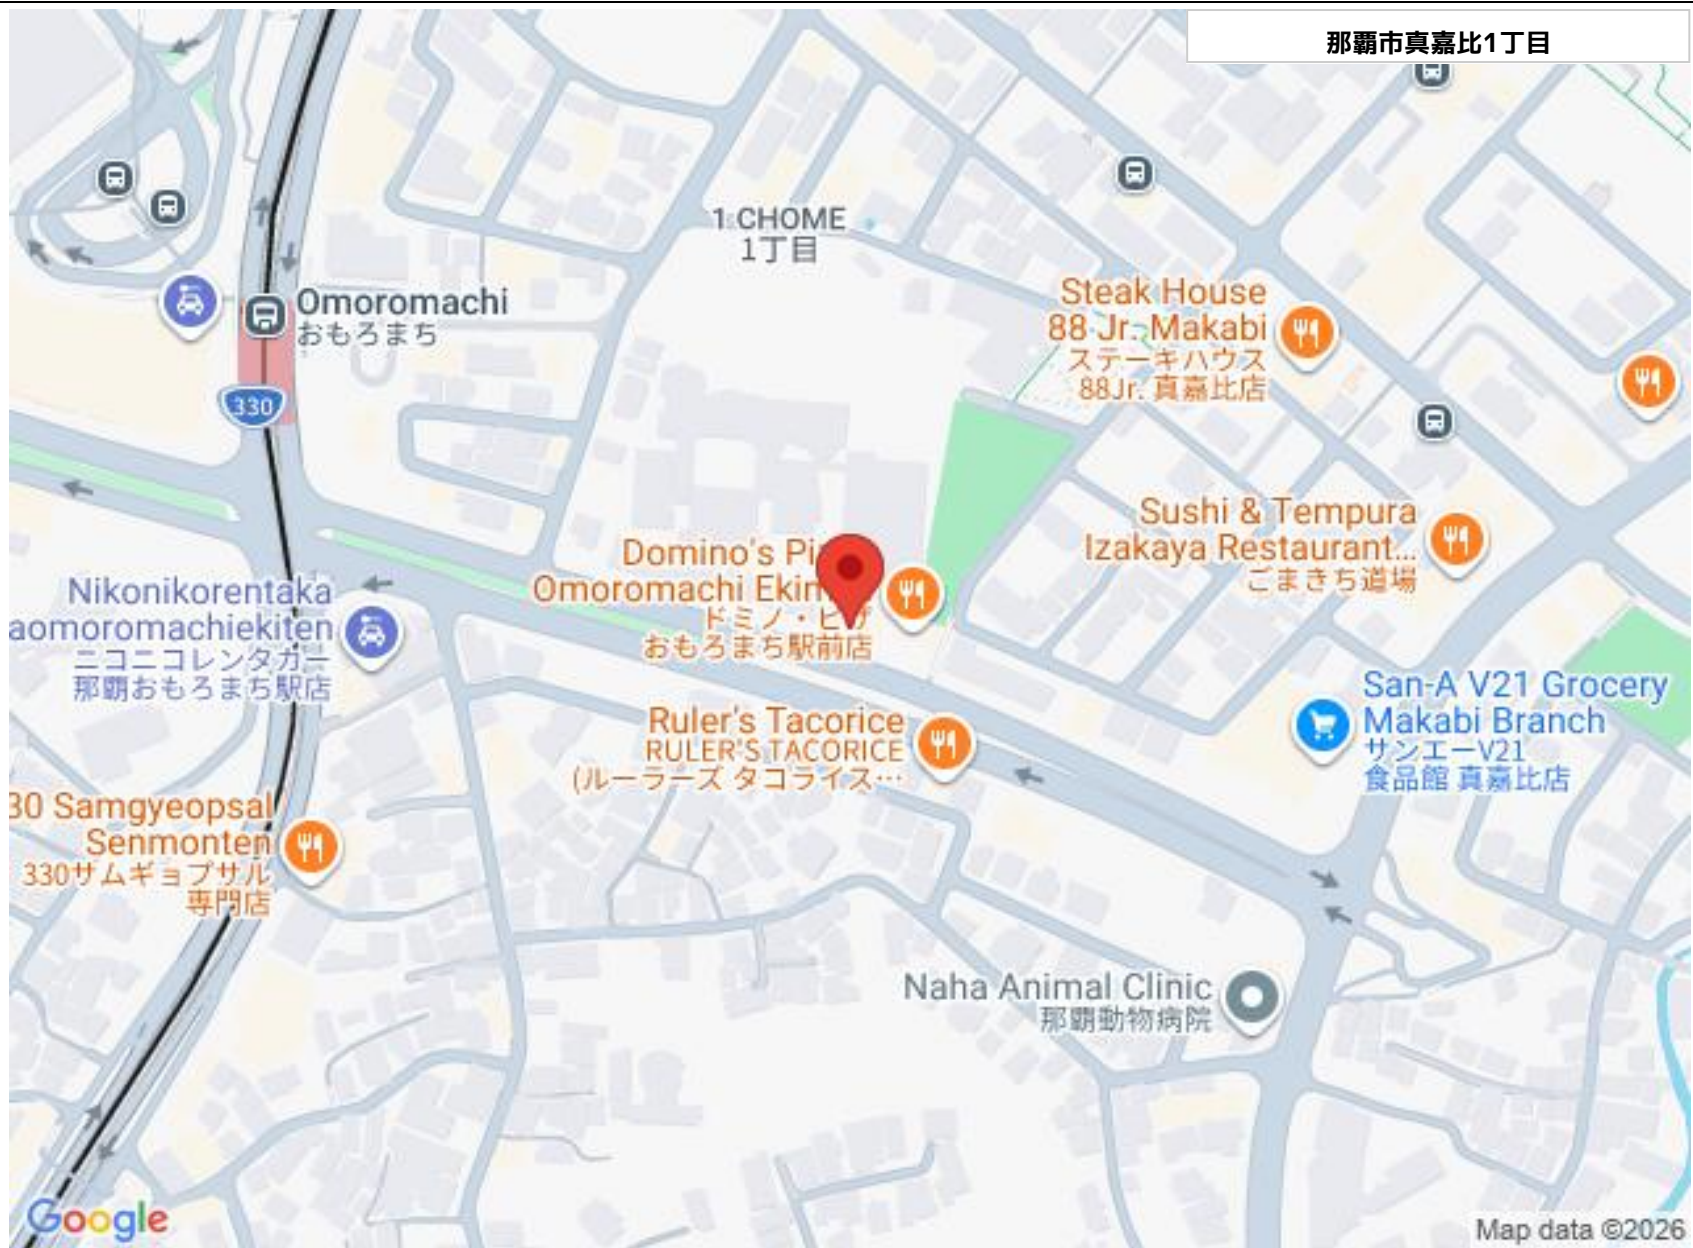 那覇市真嘉比1丁目
1 CHOME
1丁目
Omoromachi
おもろまち
330
Steak House
88 Jr. Makabi
ステーキハウス
88Jr. 真嘉比店
Sushi & Tempura
Izakaya Restaurant...
ごまきち道場
Domino's Pi
Omoromachi Ekin
ドミノ・ピザ
おもろまち駅前店
Nikonikorentaka
aomoromachiekiten
ニコニコレンタカー
那覇おもろまち駅店
San-A V21 Grocery
Makabi Branch
サンエーV21
食品館 真嘉比店
Ruler's Tacorice
RULER'S TACORICE
(ルーラーズ タコライス…
30 Samgyeopsal
Senmonten
330サムギョプサル
専門店
Naha Animal Clinic
那覇動物病院
Google
Map data ©2026